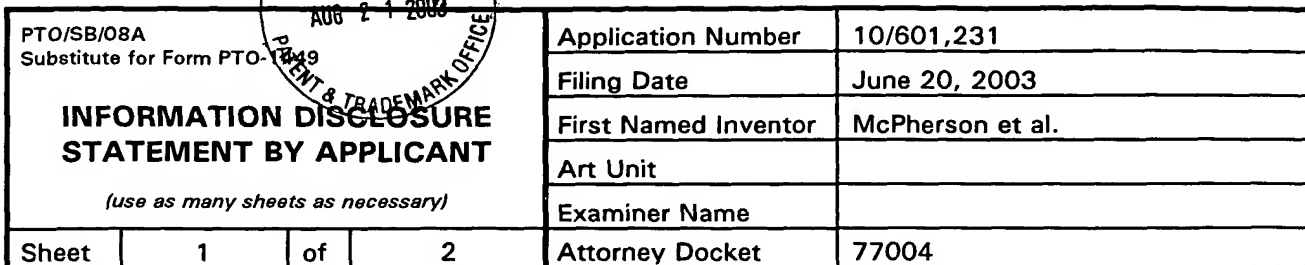 AUG 21 2003
PATENT & TRADEMARK OFFICE
PTO/SB/08A
Substitute for Form PTO-1449
INFORMATION DISCLOSURE
STATEMENT BY APPLICANT
(use as many sheets as necessary)
Sheet 1 of 2
Application Number 10/601,231
Filing Date June 20, 2003
First Named Inventor McPherson et al.
Art Unit
Examiner Name
Attorney Docket 77004